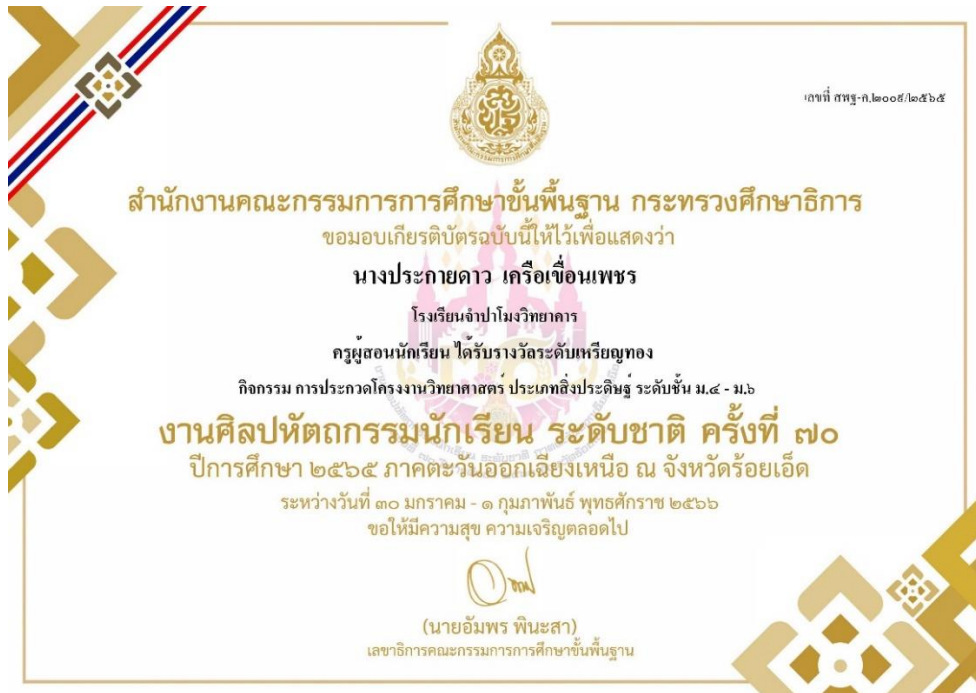 เลขที่ สพฐ-ค.๒๐๐๙/๒๕๖๕
สำนักงานคณะกรรมการการศึกษาขั้นพื้นฐาน กระทรวงศึกษาธิการ
ขอมอบเกียรติบัตรฉบับนี้ให้ไว้เพื่อแสดงว่า
นางประกายดาว เครือเขื่อนเพชร
โรงเรียนจำปาโมงวิทยาคาร
ครูผู้สอนนักเรียน ได้รับรางวัลระดับเหรียญทอง
กิจกรรม การประกวดโครงงานวิทยาศาสตร์ ประเภทสิ่งประดิษฐ์ ระดับชั้น ม.๔ - ม.๖
งานศิลปหัตถกรรมนักเรียน ระดับชาติ ครั้งที่ ๗๐
ปีการศึกษา ๒๕๖๕ ภาคตะวันออกเฉียงเหนือ ณ จังหวัดร้อยเอ็ด
ระหว่างวันที่ ๓๐ มกราคม - ๑ กุมภาพันธ์ พุทธศักราช ๒๕๖๖
ขอให้มีความสุข ความเจริญตลอดไป
(นายอัมพร พินะสา)
เลขาธิการคณะกรรมการการศึกษาขั้นพื้นฐาน